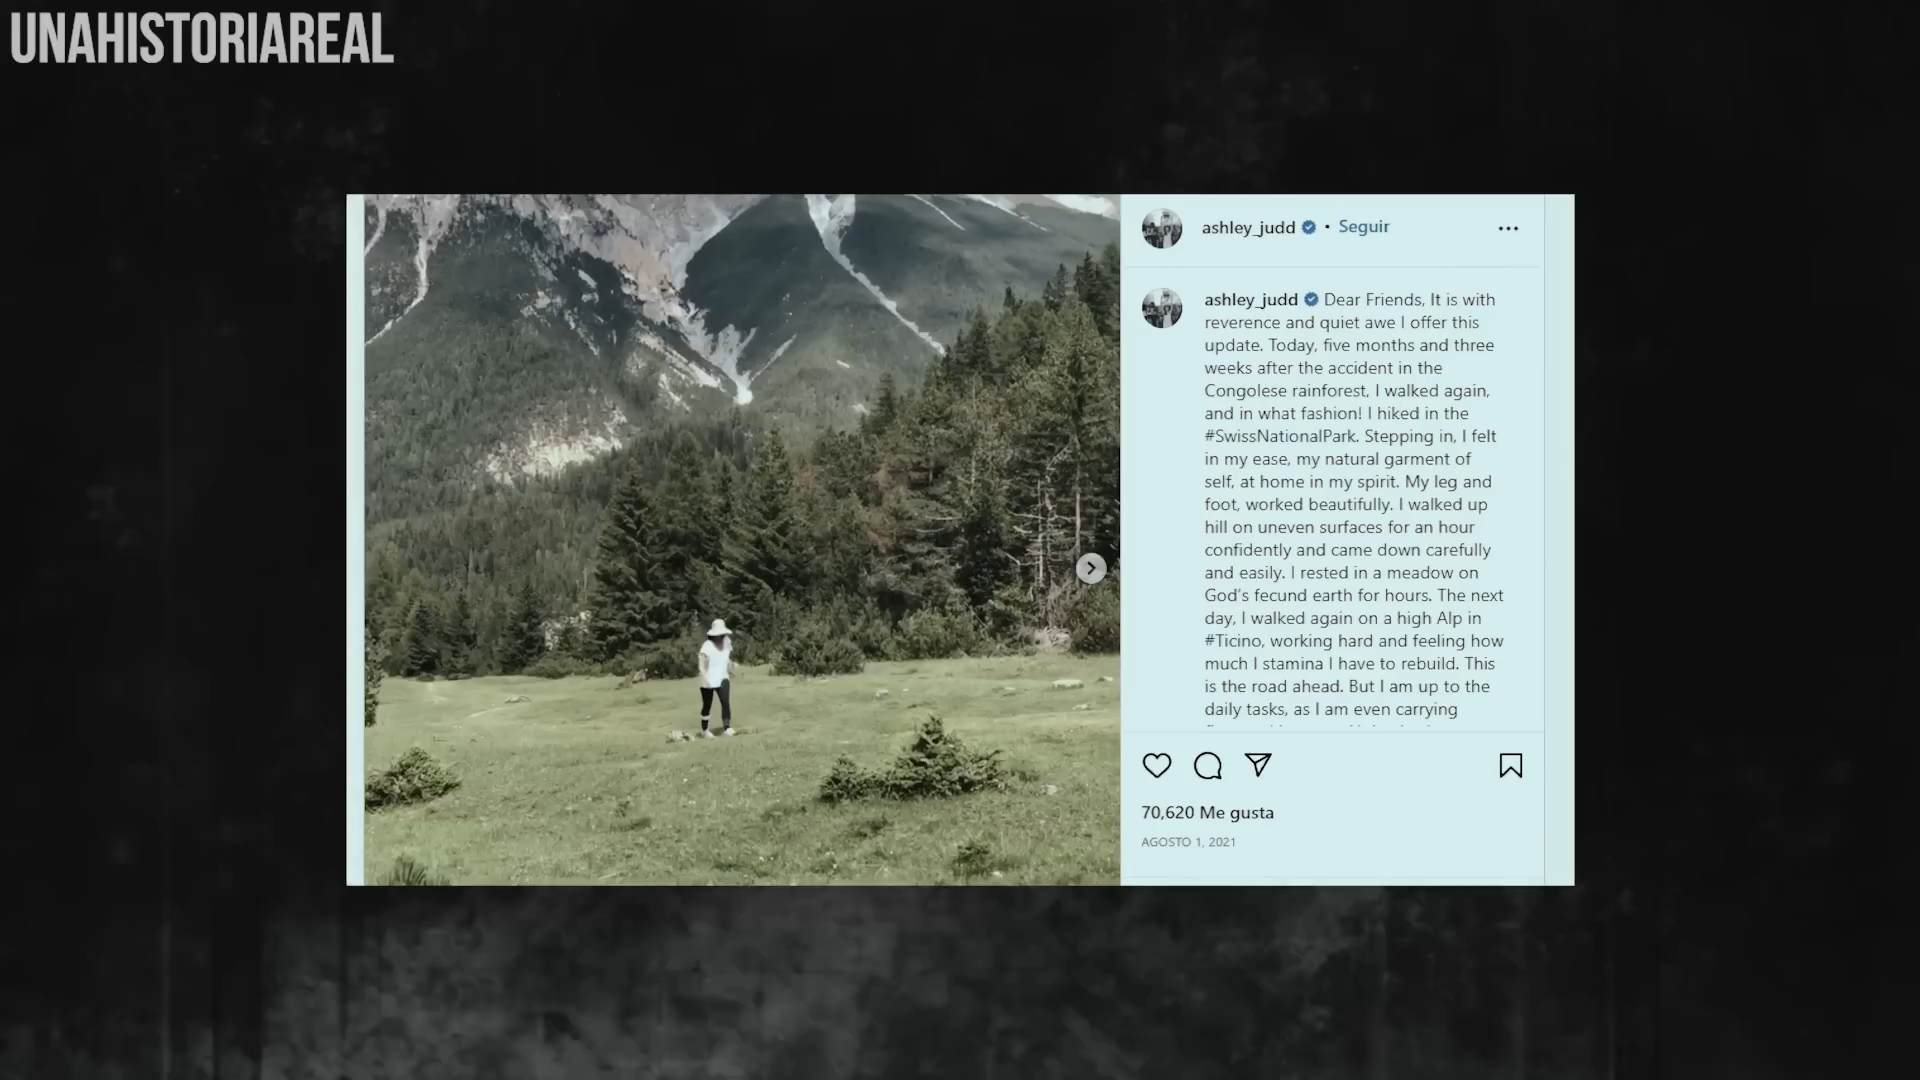 UNAHISTORIAREAL
ashley_judd • Seguir
ashley_judd Dear Friends, It is with
reverence and quiet awe I offer this
update. Today, five months and three
weeks after the accident in the
Congolese rainforest, I walked again,
and in what fashion! I hiked in the
#SwissNationalPark. Stepping in, I felt
in my ease, my natural garment of
self, at home in my spirit. My leg and
foot, worked beautifully. I walked up
hill on uneven surfaces for an hour
confidently and came down carefully
and easily. I rested in a meadow on
God's fecund earth for hours. The next
day, I walked again on a high Alp in
#Ticino, working hard and feeling how
much I stamina I have to rebuild. This
is the road ahead. But I am up to the
daily tasks, as I am even carrying
70,620 Me gusta
AGOSTO 1, 2021